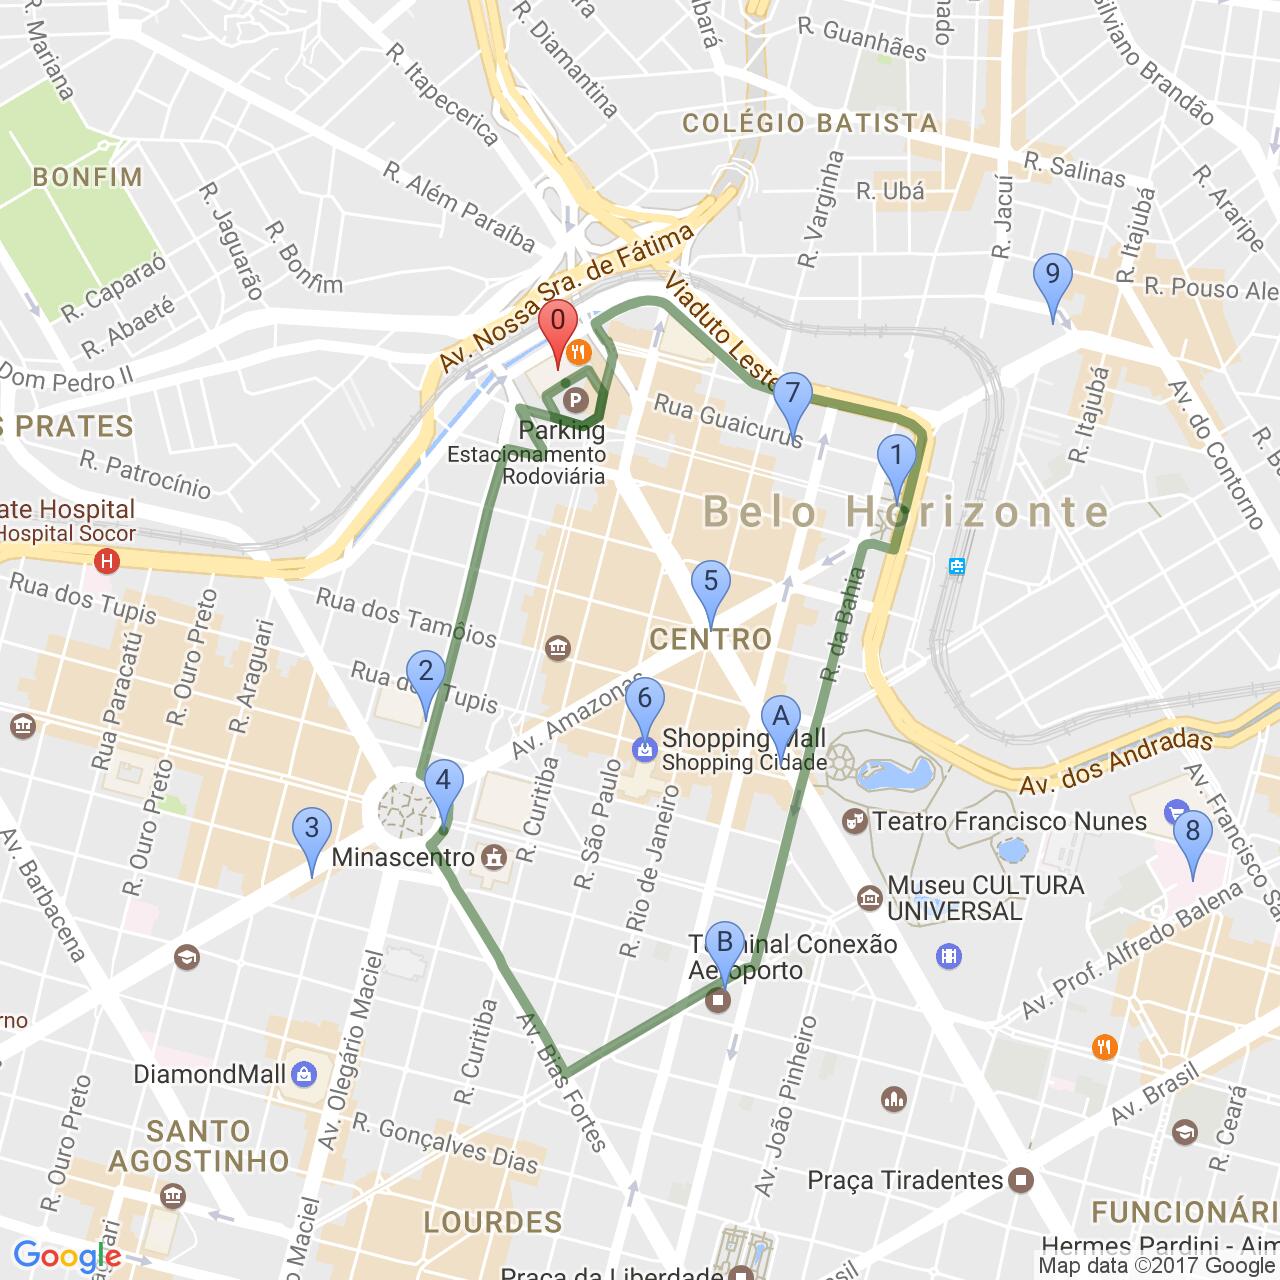 R. Mariana
R. Diamantina
R. Guanhães
Silviano Brandão
R. Itapecerica
COLÉGIO BATISTA
BONFIM
R. Além Paraíba
R. Varginha
R. Ubá
R. Salinas
R. Jacuí
R. Itajubá
R. Araripe
R. Jaguarão
R. Bonfim
R. Caparaó
R. Abaeté
Av. Nossa Sra. de Fátima
Viaduto Leste
9
R. Pouso Ale
0
Dom Pedro II
S PRATES
R. Patrocínio
P
Parking
Estacionamento
Rodoviária
Rua Guaicurus
7
1
R. Itajubá
Av. do Contorno
Belo Horizonte
ate Hospital
Hospital Socor
H
Rua dos Tupis
R. Ouro Preto
R. Araguari
Rua Paracatú
Rua dos Tamôios
5
CENTRO
R. da Bahia
2
Tupis
Av. Amazonas
6
Shopping Mall
Shopping Cidade
A
Av. dos Andradas
Av. Francisco Sa
R. Ouro Preto
4
3
Minascentro
R. Curitiba
R. São Paulo
R. Rio de Janeiro
Teatro Francisco Nunes
8
Museu CULTURA
UNIVERSAL
Av. Barbacena
B
Conexão
Aeroporto
Av. Prof. Alfredo Balena
rno
Av. Olegário Maciel
R. Curitiba
Av. Bias Fortes
DiamondMall
R. Ouro Preto
SANTO
AGOSTINHO
R. Gonçalves Dias
Av. João Pinheiro
Av. Brasil
R. Ceará
Praça Tiradentes
LOURDES
FUNCIONÁRI
Maciel
Hermes Pardini - Aim
Google
Praça da Liberdade
Map data ©2017 Google